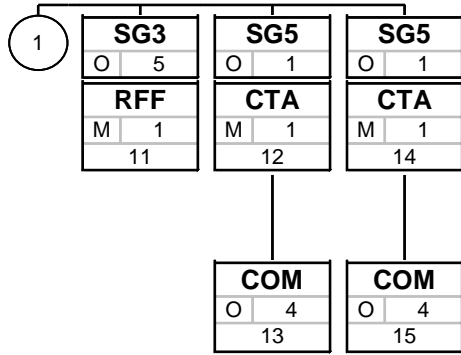 1
SG3 SG5 SG5
O 5 O 1 O 1
RFF CTA CTA
M 1 M 1 M 1
11 12 14
COM COM
O 4 O 4
13 15